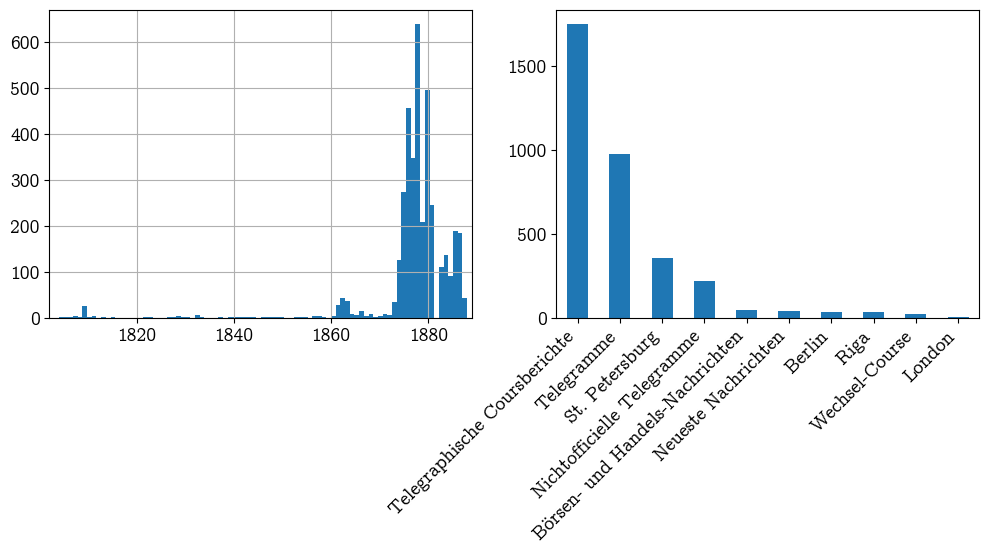 600
500
400
300
200
100
0
1820
1840
1860
1880
1500
1000
500
0
Telegraphische Coursberichte
Telegramme
St. Petersburg
Nichtofficielle Telegramme
Börsen- und Handels-Nachrichten
Neueste Nachrichten
Berlin
Riga
Wechsel-Course
London